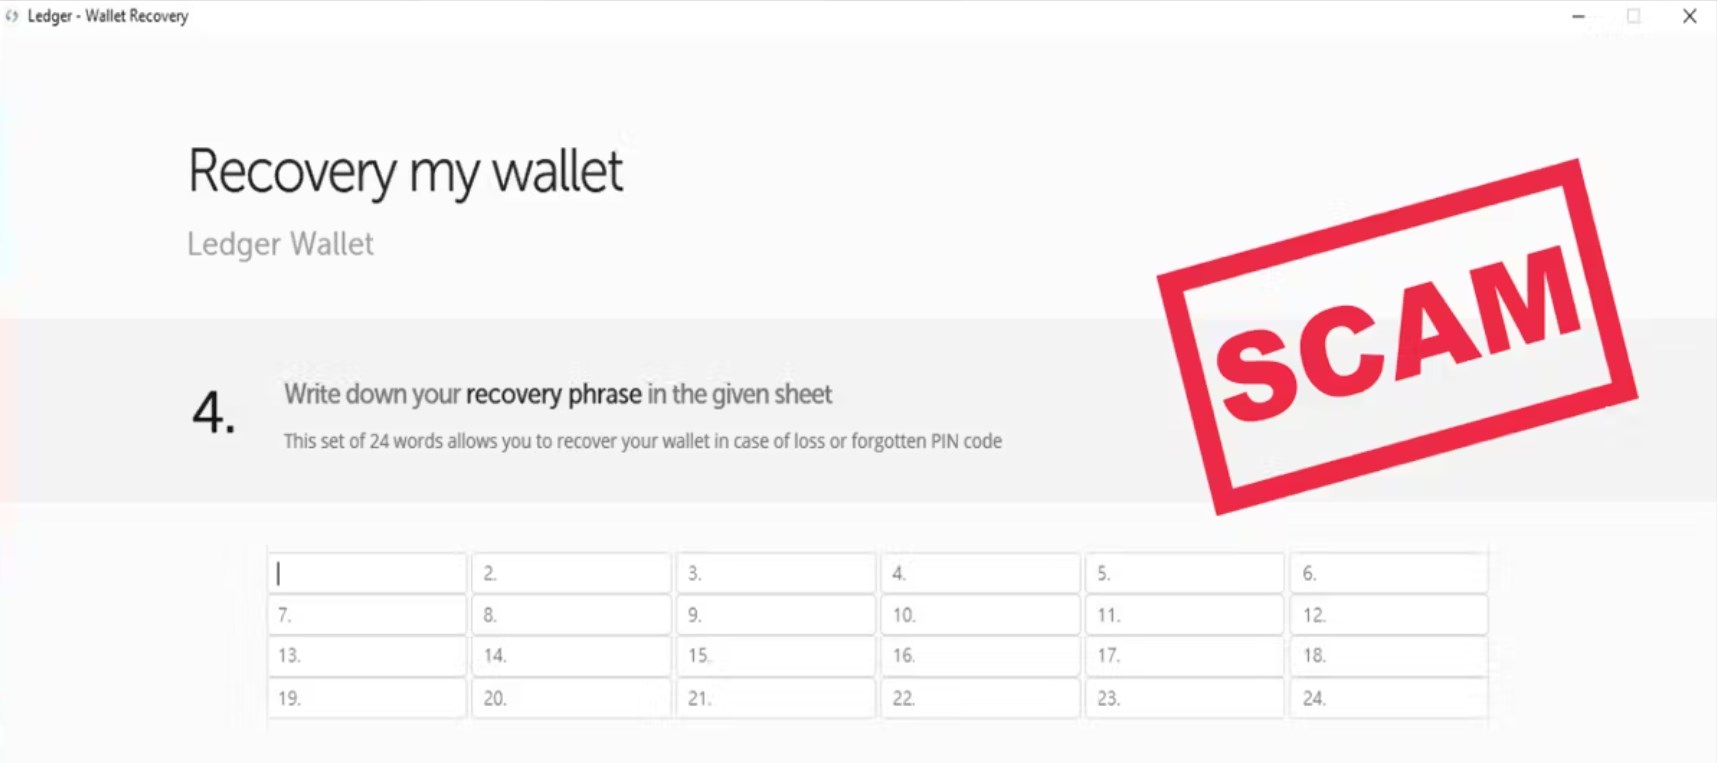 Ledger - Wallet Recovery
Recovery my wallet
Ledger Wallet
SCAM
4.
Write down your recovery phrase in the given sheet
This set of 24 words allows you to recover your wallet in case of loss or forgotten PIN code
2. 3. 4. 5. 6.
7. 8. 9. 10. 11. 12.
13. 14. 15. 16. 17. 18.
19. 20. 21. 22. 23. 24.